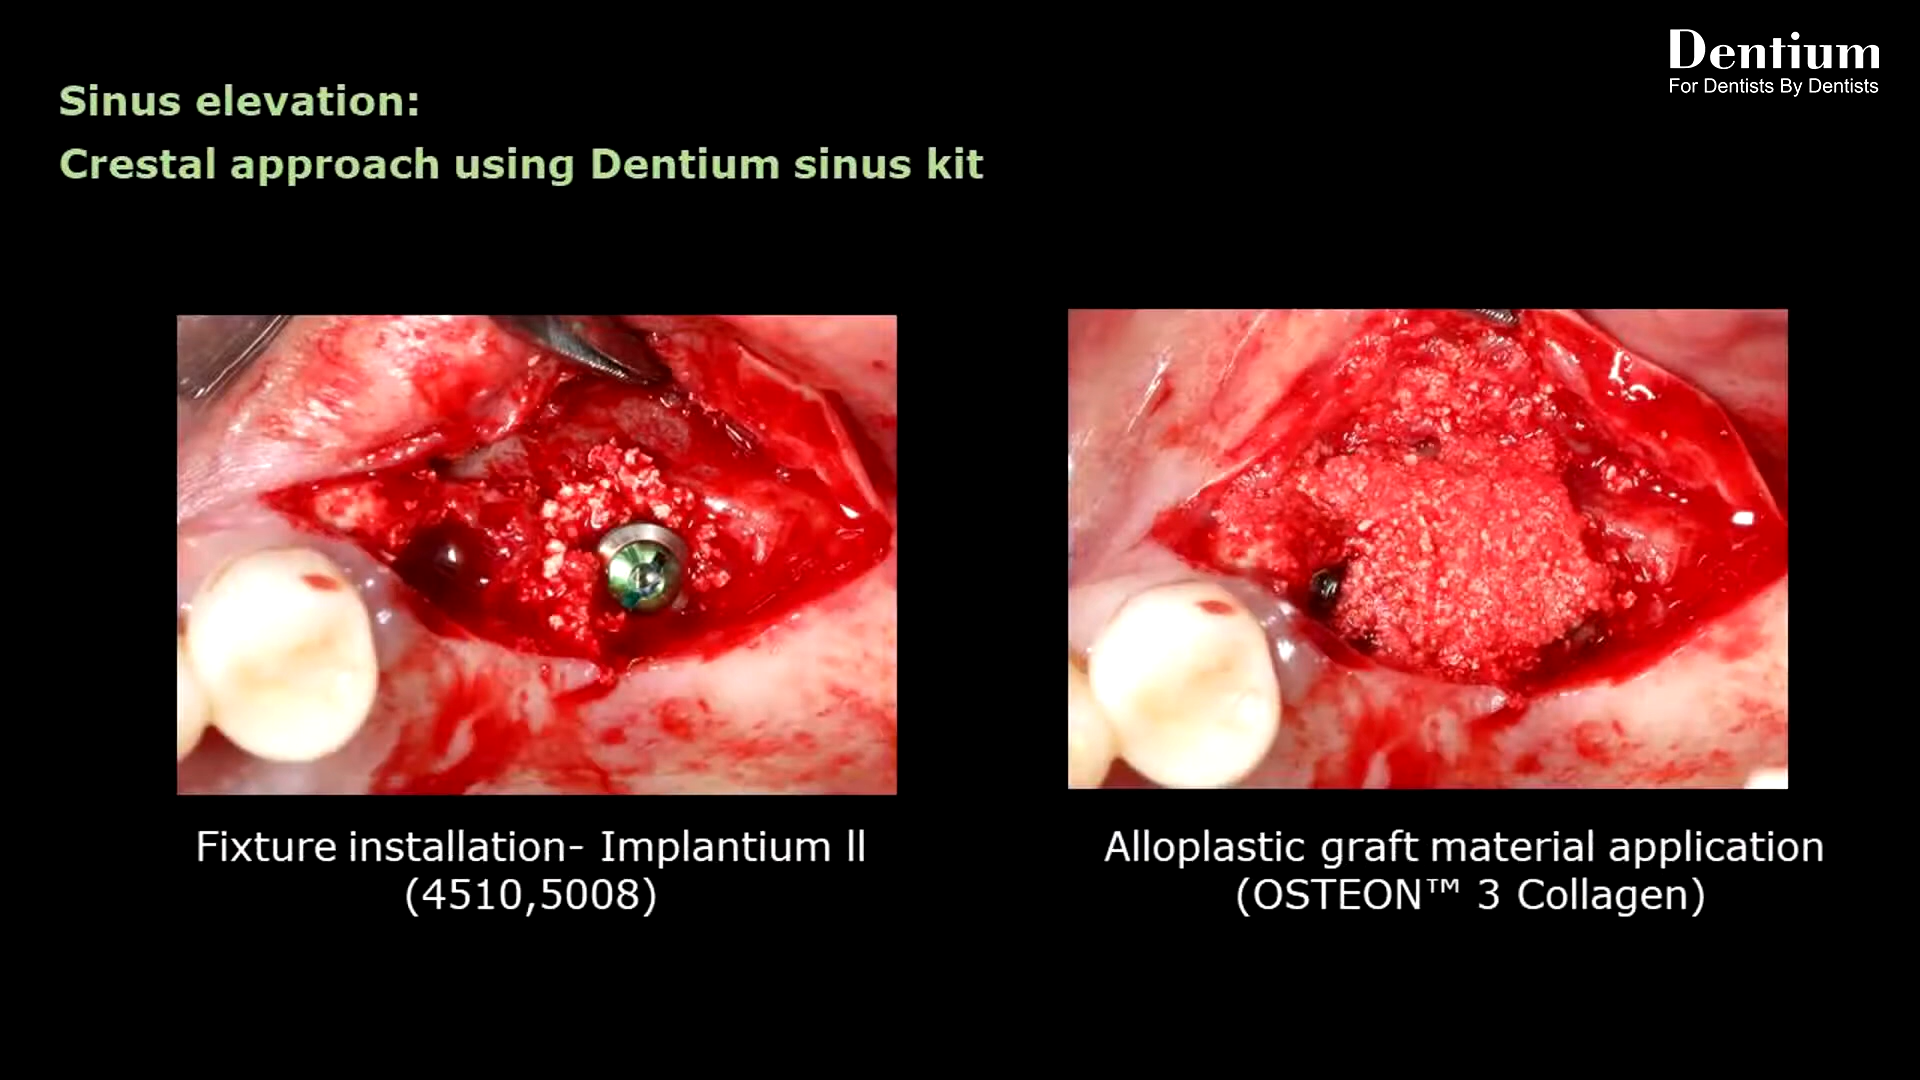 Dentium
For Dentists By Dentists
Sinus elevation:
Crestal approach using Dentium sinus kit
Fixture installation- Implantium ll
(4510,5008)
Alloplastic graft material application
(OSTEON™ 3 Collagen)